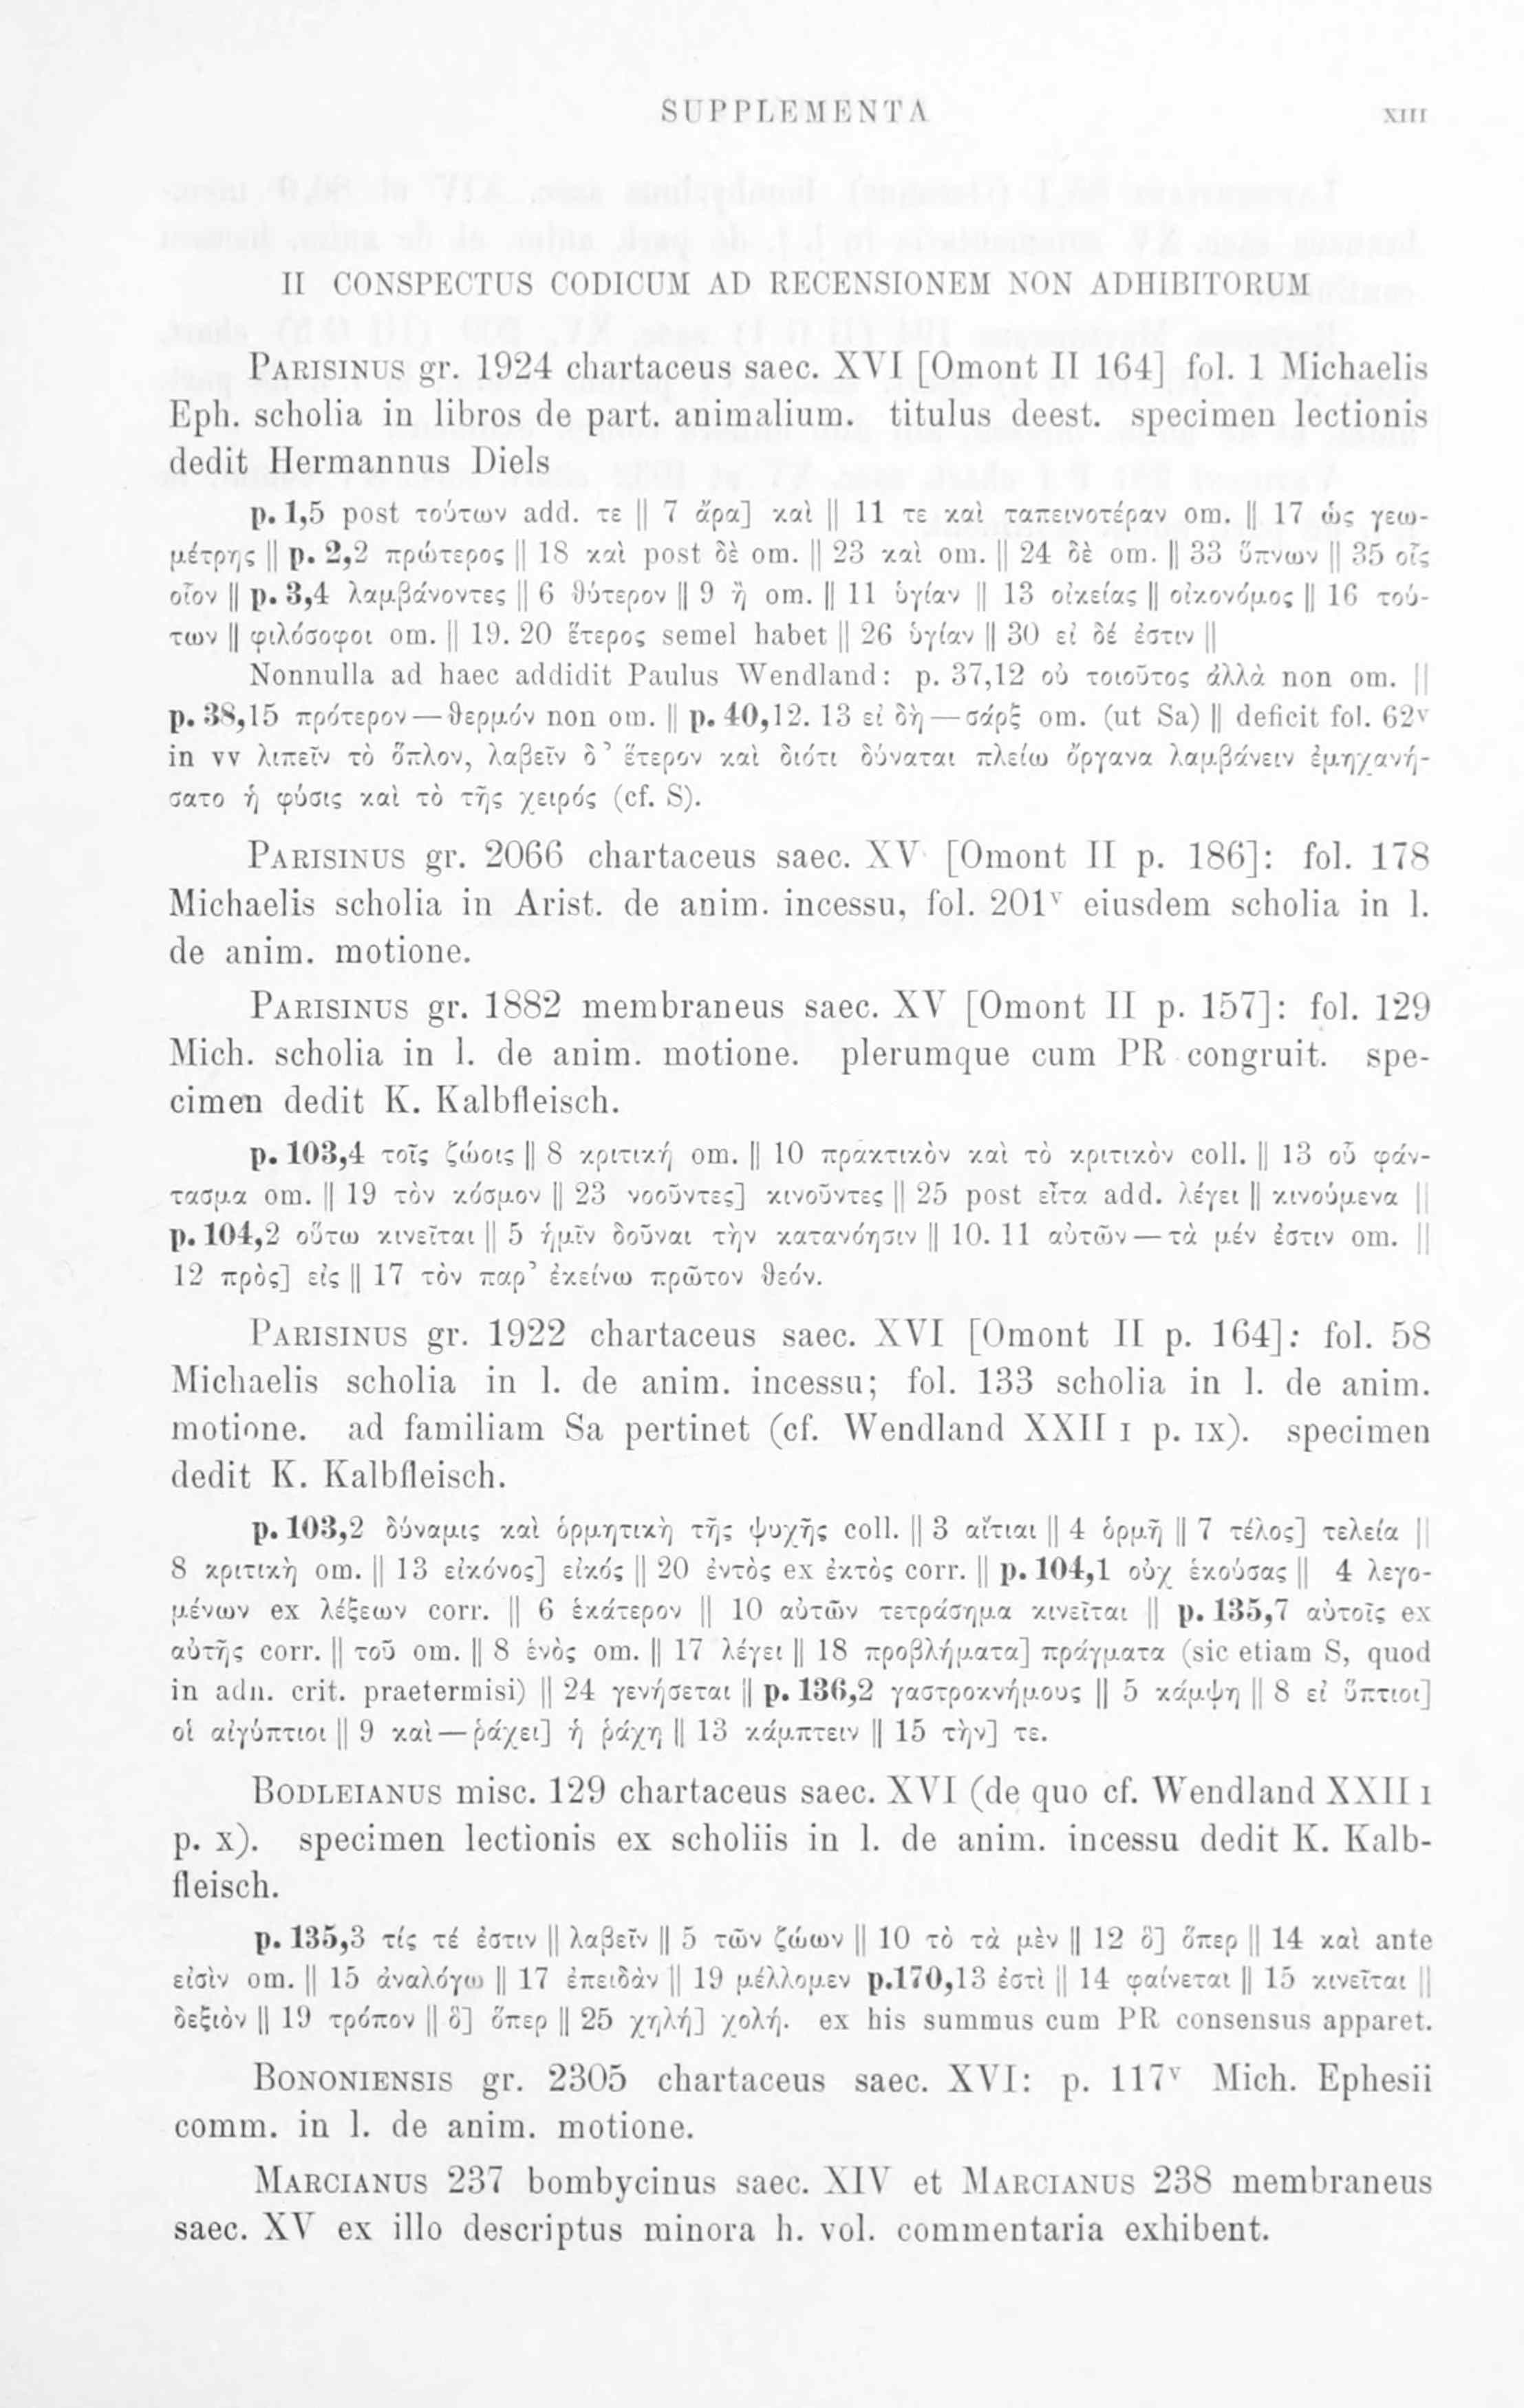 SUPPLEMENTA XIII
II CONSPECTUS CODICUM AD RECENSIONEM NON ADHIBITORUM
PARISINUS gr. 1924 chartaceus saec. XVI [Omont II 164] fol. 1 Michaelis
Eph. scholia in libros de part. animalium. titulus deest. specimen lectionis
dedit Hermannus Diels
p. 1,5 post τούτων add. τε || 7 ἄρα] καὶ || 11 τε καὶ ταπεινοτέραν om. || 17 ὡς γεω-
μέτρης || p. 2,2 πρώτερος || 18 καὶ post δὲ om. || 23 καὶ om. || 24 δὲ om. || 33 ὕπνων || 35 οἷς
οἷον || p. 3,4 λαμβάνοντες || 6 θύτερον || 9 ἢ om. || 11 ὑγίαν || 13 οἰκείας || οἰκονόμος || 16 τού-
των || φιλόσοφοι om. || 19. 20 ἕτερος semel habet || 26 ὑγίαν || 30 εἰ δέ ἐστιν ||
Nonnulla ad haec addidit Paulus Wendland: p. 37,12 οὐ τοιοῦτος ἀλλὰ non om. ||
p. 38,15 πρότερον — θερμόν non om. || p. 40,12. 13 εἰ δὴ — σάρξ om. (ut Sa) || deficit fol. 62v
in vv λιπεῖν τὸ ὅπλον, λαβεῖν δ’ ἕτερον καὶ διότι δύναται πλείω ὄργανα λαμβάνειν ἐμηχανή-
σατο ἡ φύσις καὶ τὸ τῆς χειρός (cf. S).
PARISINUS gr. 2066 chartaceus saec. XV [Omont II p. 186]: fol. 178
Michaelis scholia in Arist. de anim. incessu, fol. 201v eiusdem scholia in l.
de anim. motione.
PARISINUS gr. 1882 membraneus saec. XV [Omont II p. 157]: fol. 129
Mich. scholia in l. de anim. motione. plerumque cum PR congruit. spe-
cimen dedit K. Kalbfleisch.
p. 103,4 τοῖς ζώοις || 8 κριτική om. || 10 πρακτικὸν καὶ τὸ κριτικὸν coll. || 13 οὗ φάν-
τασμα om. || 19 τὸν κόσμον || 23 νοοῦντες] κινοῦντες || 25 post εἶτα add. λέγει || κινούμενα ||
p. 104,2 οὕτω κινεῖται || 5 ἡμῖν δοῦναι τὴν κατανόησιν || 10. 11 αὐτῶν — τὰ μέν ἐστιν om. ||
12 πρὸς] εἰς || 17 τὸν παρ’ ἐκείνω πρῶτον θεόν.
PARISINUS gr. 1922 chartaceus saec. XVI [Omont II p. 164]: fol. 58
Michaelis scholia in l. de anim. incessu; fol. 133 scholia in l. de anim.
motione. ad familiam Sa pertinet (cf. Wendland XXII I p. IX). specimen
dedit K. Kalbfleisch.
p. 103,2 δύναμις καὶ ὁρμητικὴ τῆς ψυχῆς coll. || 3 αἴτιαι || 4 ὁρμῇ || 7 τέλος] τελεία ||
8 κριτικὴ om. || 13 εἰκόνος] εἰκός || 20 ἐντὸς ex ἐκτὸς corr. || p. 104,1 οὐχ ἑκούσας || 4 λεγο-
μένων ex λέξεων corr. || 6 ἑκάτερον || 10 αὐτῶν τετράσημα κινεῖται || p. 135,7 αὐτοῖς ex
αὐτῆς corr. || τοῦ om. || 8 ἑνὸς om. || 17 λέγει || 18 προβλήματα] πράγματα (sic etiam S, quod
in adn. crit. praetermisi) || 24 γενήσεται || p. 136,2 γαστροκνήμους || 5 κάμψη || 8 εἰ ὕπτιοι]
οἱ αἰγύπτιοι || 9 καὶ — ῥάχει] ἡ ῥάχη || 13 κάμπτειν || 15 τὴν] τε.
BODLEIANUS misc. 129 chartaceus saec. XVI (de quo cf. Wendland XXII I
p. X). specimen lectionis ex scholiis in l. de anim. incessu dedit K. Kalb-
fleisch.
p. 135,3 τίς τέ ἐστιν || λαβεῖν || 5 τῶν ζώων || 10 τὸ τὰ μὲν || 12 ὃ] ὅπερ || 14 καὶ ante
εἰσὶν om. || 15 ἀναλόγω || 17 ἐπειδὰν || 19 μέλλομεν p.170,13 ἐστὶ || 14 φαίνεται || 15 κινεῖται ||
δεξιὸν || 19 τρόπον || ὃ] ὅπερ || 25 χηλή] χολή. ex his summus cum PR consensus apparet.
BONONIENSIS gr. 2305 chartaceus saec. XVI: p. 117v Mich. Ephesii
comm. in l. de anim. motione.
MARCIANUS 237 bombycinus saec. XIV et MARCIANUS 238 membraneus
saec. XV ex illo descriptus minora h. vol. commentaria exhibent.